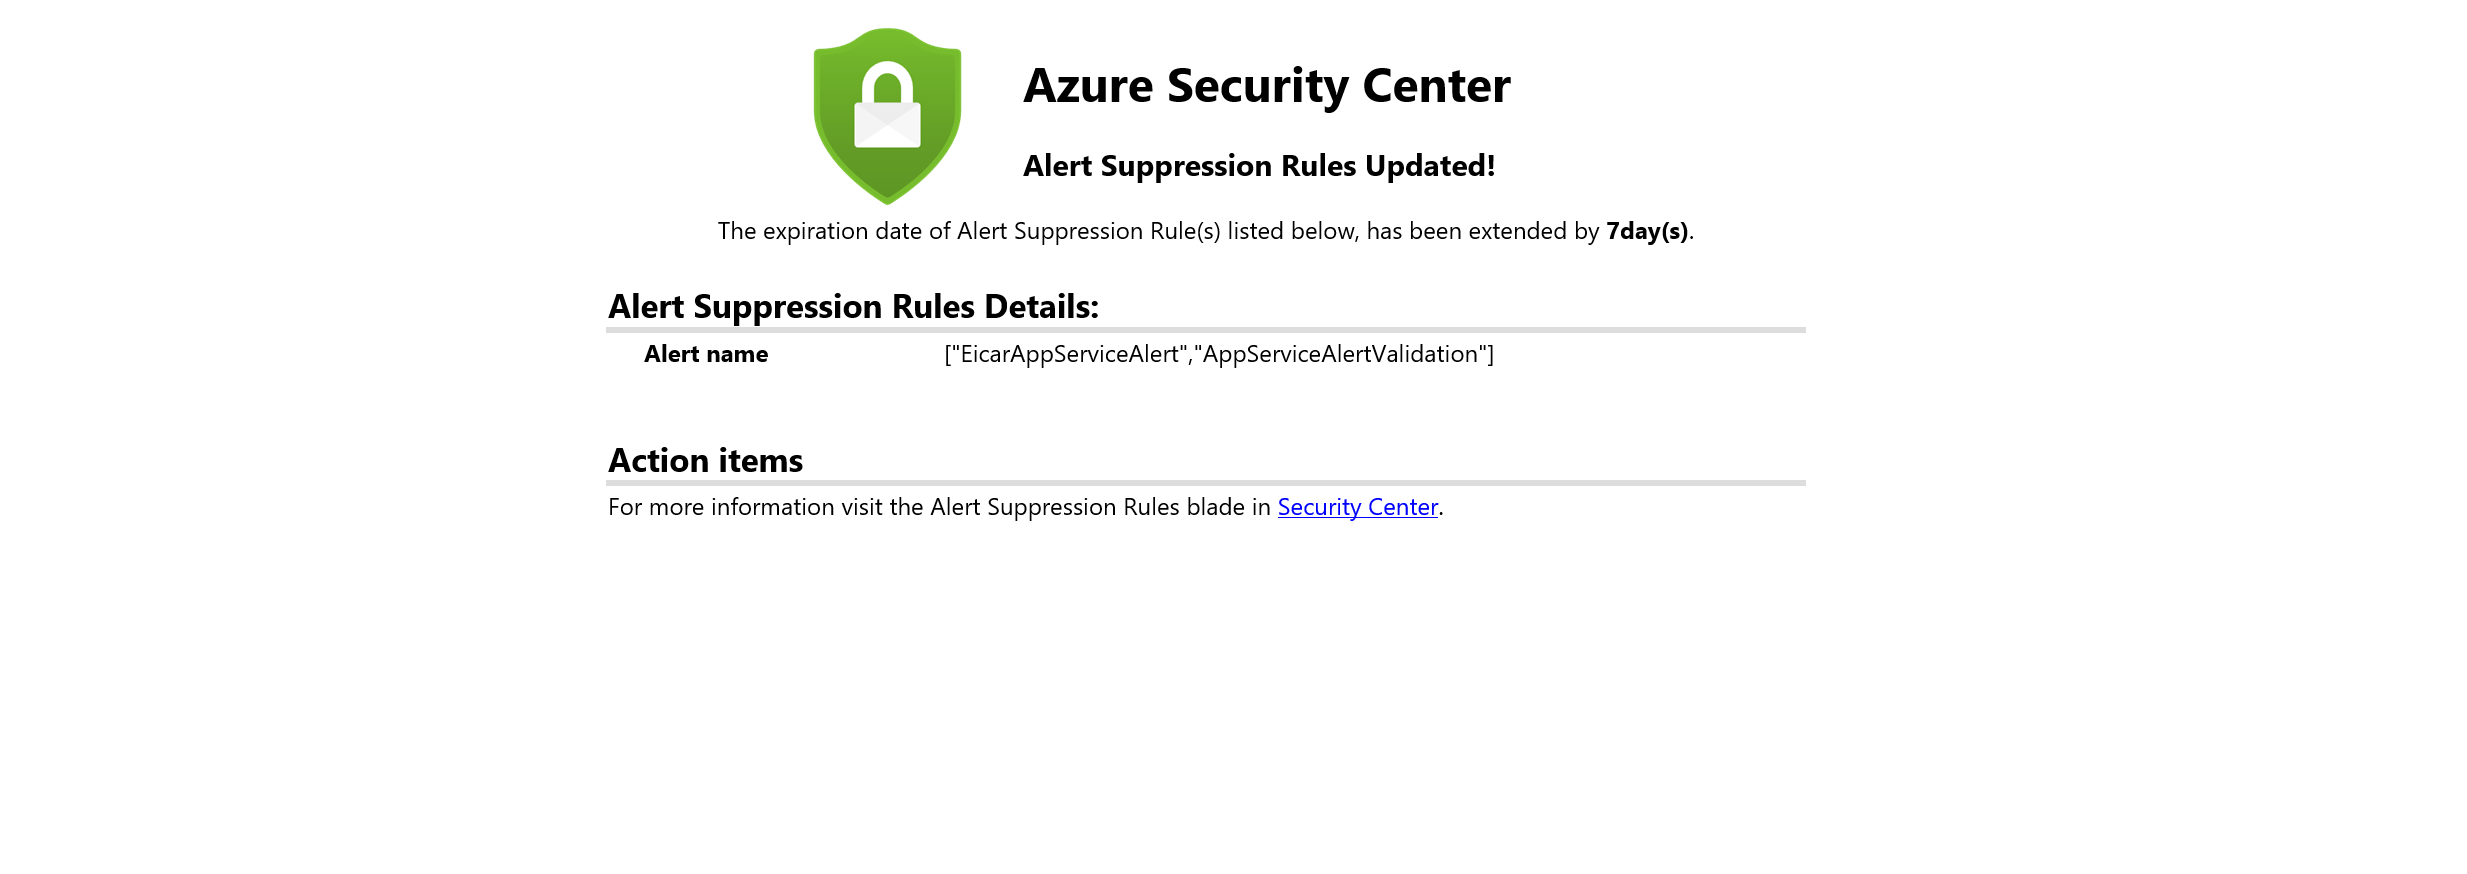 Azure Security Center
Alert Suppression Rules Updated!
The expiration date of Alert Suppression Rule(s) listed below, has been extended by 7day(s).
Alert Suppression Rules Details:
Alert name ["EicarAppServiceAlert","AppServiceAlertValidation"]
Action items
For more information visit the Alert Suppression Rules blade in Security Center.